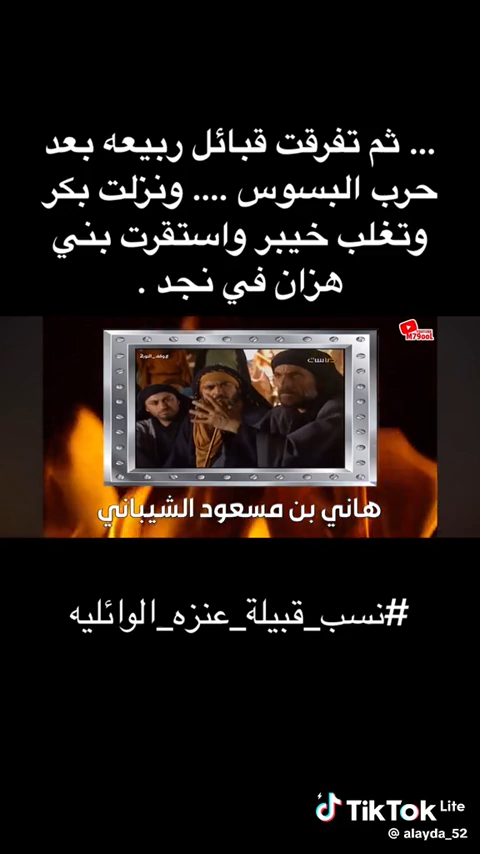 ... ثم تفرقت قبائل ربيعه بعد
حرب البسوس .... ونزلت بكر
وتغلب خيبر واستقرت بني
هزان في نجد .
M79ooL
هاني بن مسعود الشيباني
#نسب_قبيلة_عنزه_الوائليه
TikTok Lite
@ alayda_52